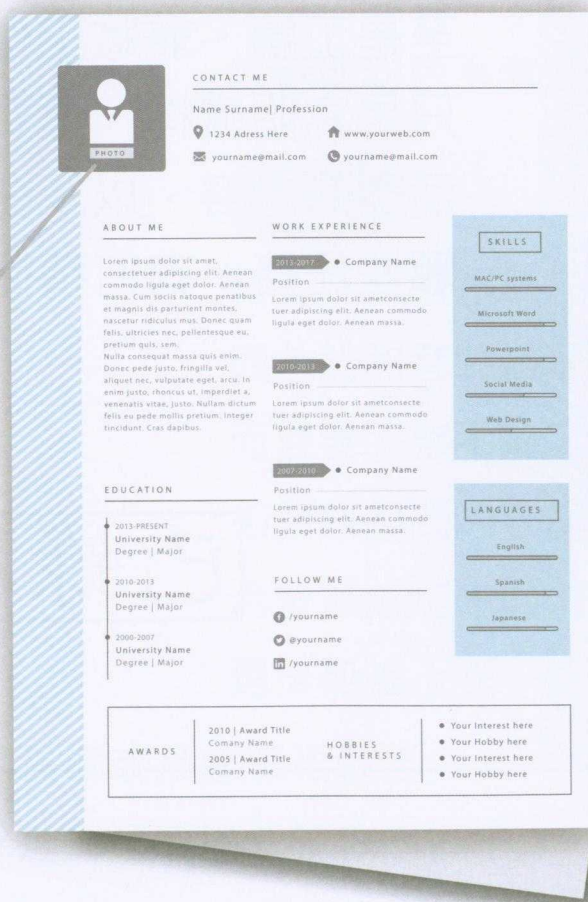 CONTACT ME
Name Surname| Profession
1234 Adress Here
www.yourweb.com
yourname@mail.com
yourname@mail.com
PHOTO
ABOUT ME
Lorem ipsum dolor sit amet,
consectetuer adipiscing elit. Aenean
commodo ligula eget dolor. Aenean
massa. Cum sociis natoque penatibus
et magnis dis parturient montes,
nascetur ridiculus mus. Donec quam
felis, ultricies nec, pellentesque eu,
pretium quis, sem.
Nulla consequat massa quis enim.
Donec pede justo, fringilla vel,
aliquet nec, vulputate eget, arcu. In
enim justo, rhoncus ut, imperdiet a,
venenatis vitae, justo. Nullam dictum
felis eu pede mollis pretium. Integer
tincidunt. Cras dapibus.
EDUCATION
2013-PRESENT
University Name
Degree | Major
2010-2013
University Name
Degree | Major
2000-2007
University Name
Degree | Major
WORK EXPERIENCE
2013-2017
Company Name
Position
Lorem ipsum dolor sit ametconsecte
tuer adipiscing elit. Aenean commodo
ligula eget dolor. Aenean massa.
2010-2013
Company Name
Position
Lorem ipsum dolor sit ametconsecte
tuer adipiscing elit. Aenean commodo
ligula eget dolor. Aenean massa.
2007-2010
Company Name
Position
Lorem ipsum dolor sit ametconsecte
tuer adipiscing elit. Aenean commodo
ligula eget dolor. Aenean massa.
FOLLOW ME
/yourname
@yourname
/yourname
SKILLS
MAC/PC systems
Microsoft Word
Powerpoint
Social Media
Web Design
LANGUAGES
English
Spanish
Japanese
AWARDS
2010 | Award Title
Comany Name
2005 | Award Title
Comany Name
HOBBIES
& INTERESTS
Your Interest here
Your Hobby here
Your Interest here
Your Hobby here